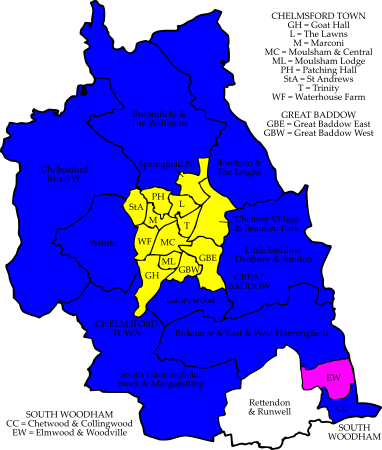 CHELMSFORD TOWN
GH = Goat Hall
L = The Lawns
M = Marconi
MC = Moulsham & Central
ML = Moulsham Lodge
PH = Patching Hall
StA = St Andrews
T = Trinity
WF = Waterhouse Farm
GREAT BADDOW
GBE = Great Baddow East
GBW = Great Baddow West
Broomfield &
The Walthams
Springfield N.
Boreham &
The Leighs
Chelmsford
Rural W.
PH
StA
L
M
T
Chelmer Village
& Beaulieu Park
Writtle
WF
MC
Little Baddow,
Danbury & Sandon
ML
GBE
GBW
GH
GREAT
BADDOW
Galleywood
CHELMSFORD
TOWN
Bicknacre & East & West Hanningfield
South Hanningfield,
Stock & Margaretting
EW
Rettendon
& Runwell
CC
SOUTH
WOODHAM
SOUTH WOODHAM
CC = Chetwood & Collingwood
EW = Elmwood & Woodville